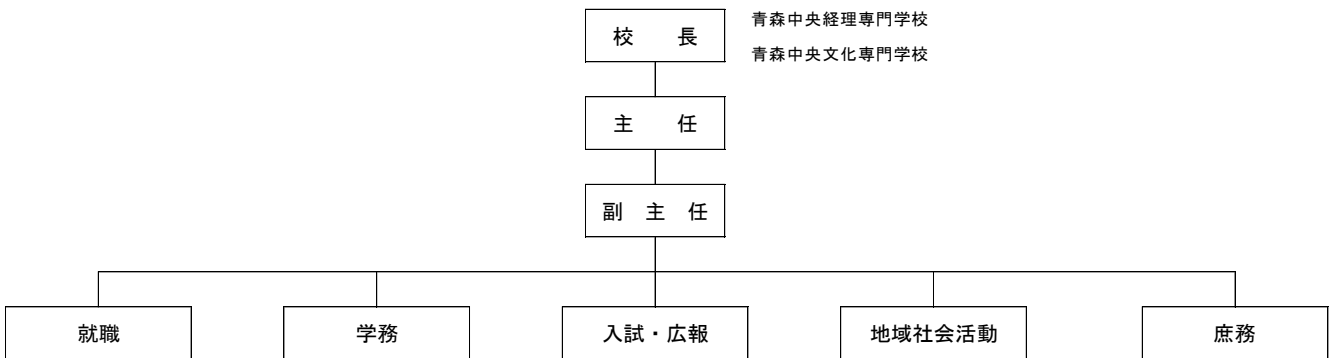 校　長
青森中央経理専門学校
青森中央文化専門学校
主　任
副　主　任
就職
学務
入試・広報
地域社会活動
庶務